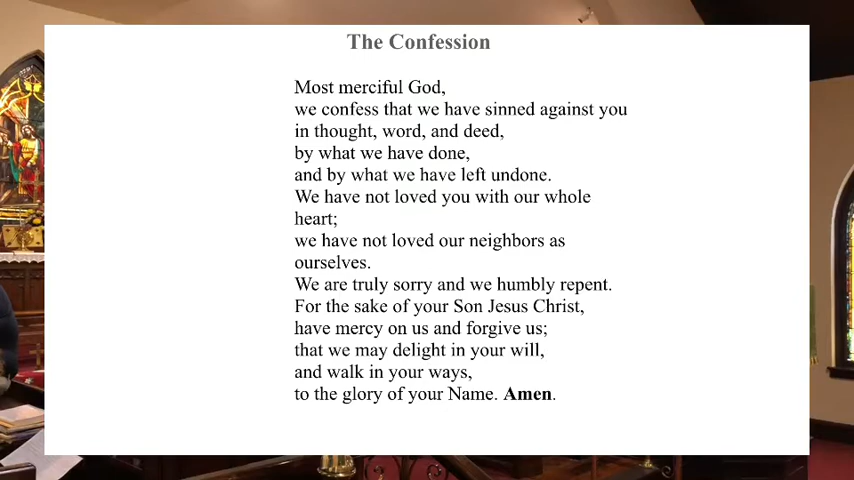 The Confession
Most merciful God,
we confess that we have sinned against you
in thought, word, and deed,
by what we have done,
and by what we have left undone.
We have not loved you with our whole
heart;
we have not loved our neighbors as
ourselves.
We are truly sorry and we humbly repent.
For the sake of your Son Jesus Christ,
have mercy on us and forgive us;
that we may delight in your will,
and walk in your ways,
to the glory of your Name. Amen.